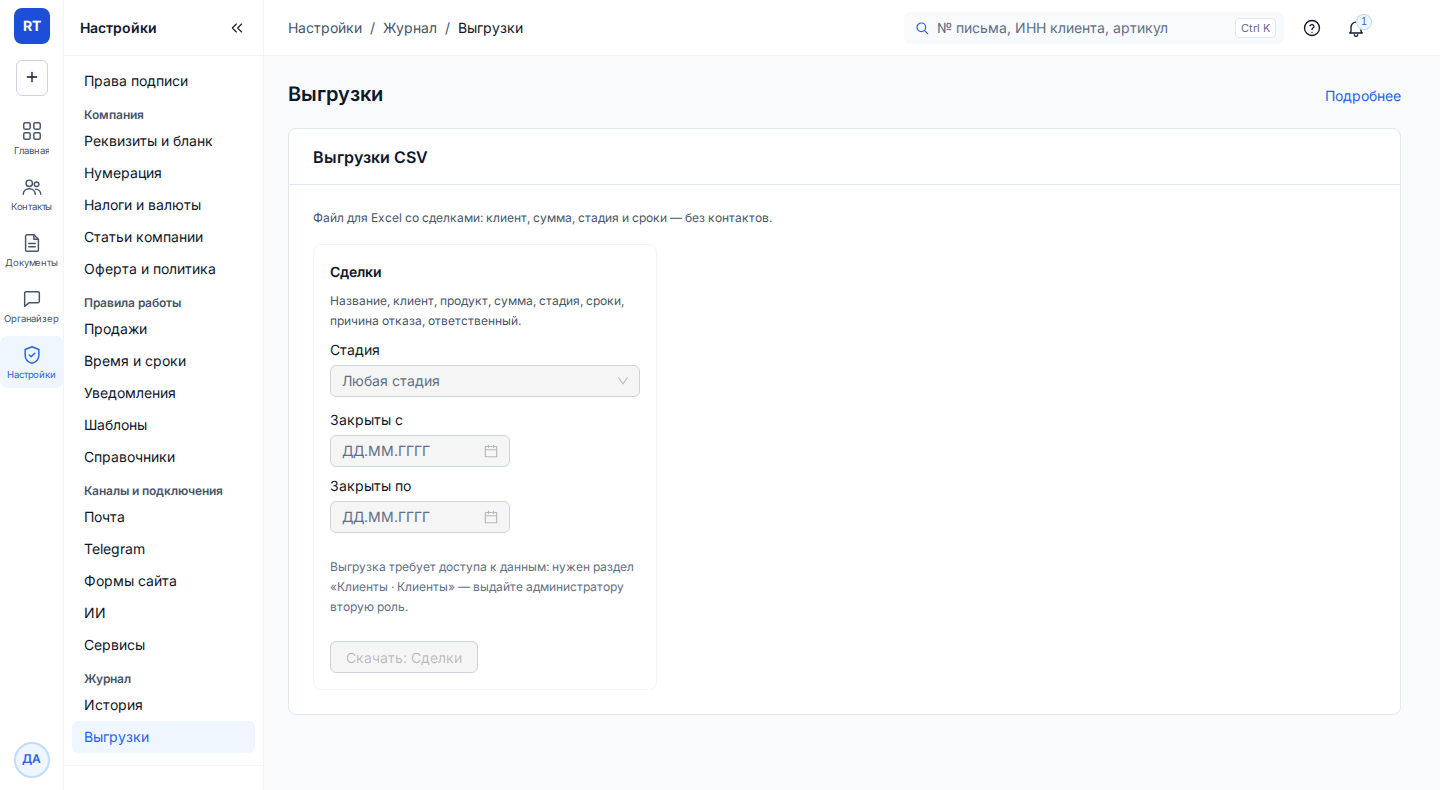 RT
Настройки
Настройки / Журнал / Выгрузки
№ письма, ИНН клиента, артикул
Ctrl K
1
Главная
Контакты
Документы
Органайзер
Настройки
ДА
Права подписи
Компания
Реквизиты и бланк
Нумерация
Налоги и валюты
Статьи компании
Оферта и политика
Правила работы
Продажи
Время и сроки
Уведомления
Шаблоны
Справочники
Каналы и подключения
Почта
Telegram
Формы сайта
ИИ
Сервисы
Журнал
История
Выгрузки
Выгрузки
Подробнее
Выгрузки CSV
Файл для Excel со сделками: клиент, сумма, стадия и сроки — без контактов.
Сделки
Название, клиент, продукт, сумма, стадия, сроки,
причина отказа, ответственный.
Стадия
Любая стадия
Закрыты с
ДД.ММ.ГГГГ
Закрыты по
ДД.ММ.ГГГГ
Выгрузка требует доступа к данным: нужен раздел
«Клиенты · Клиенты» — выдайте администратору
вторую роль.
Скачать: Сделки